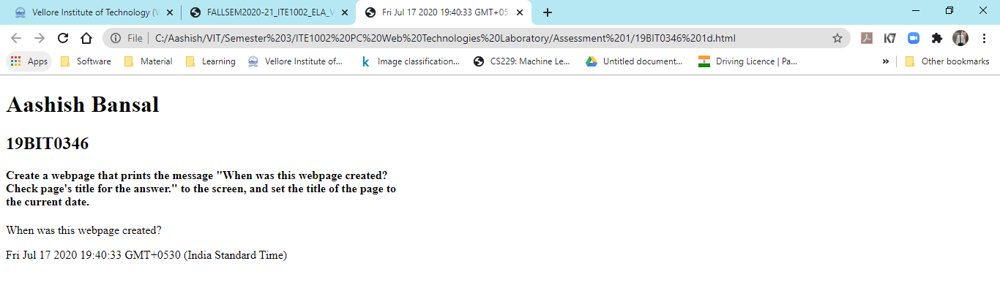 Vellore Institute of Technology (V
FALLSEM2020-21_ITE1002_ELA_V
Fri Jul 17 2020 19:40:33 GMT+05
File
C:/Aashish/VIT/Semester%203/ITE1002%20PC%20Web%20Technologies%20Laboratory/Assessment%201/19BIT0346%201d.html
K7
Apps Software Material Learning Vellore Institute of... k Image classification... CS229: Machine Le... Untitled document... Driving Licence | Pa... » Other bookmarks
Aashish Bansal
19BIT0346
Create a webpage that prints the message "When was this webpage created?
Check page's title for the answer." to the screen, and set the title of the page to
the current date.
When was this webpage created?
Fri Jul 17 2020 19:40:33 GMT+0530 (India Standard Time)